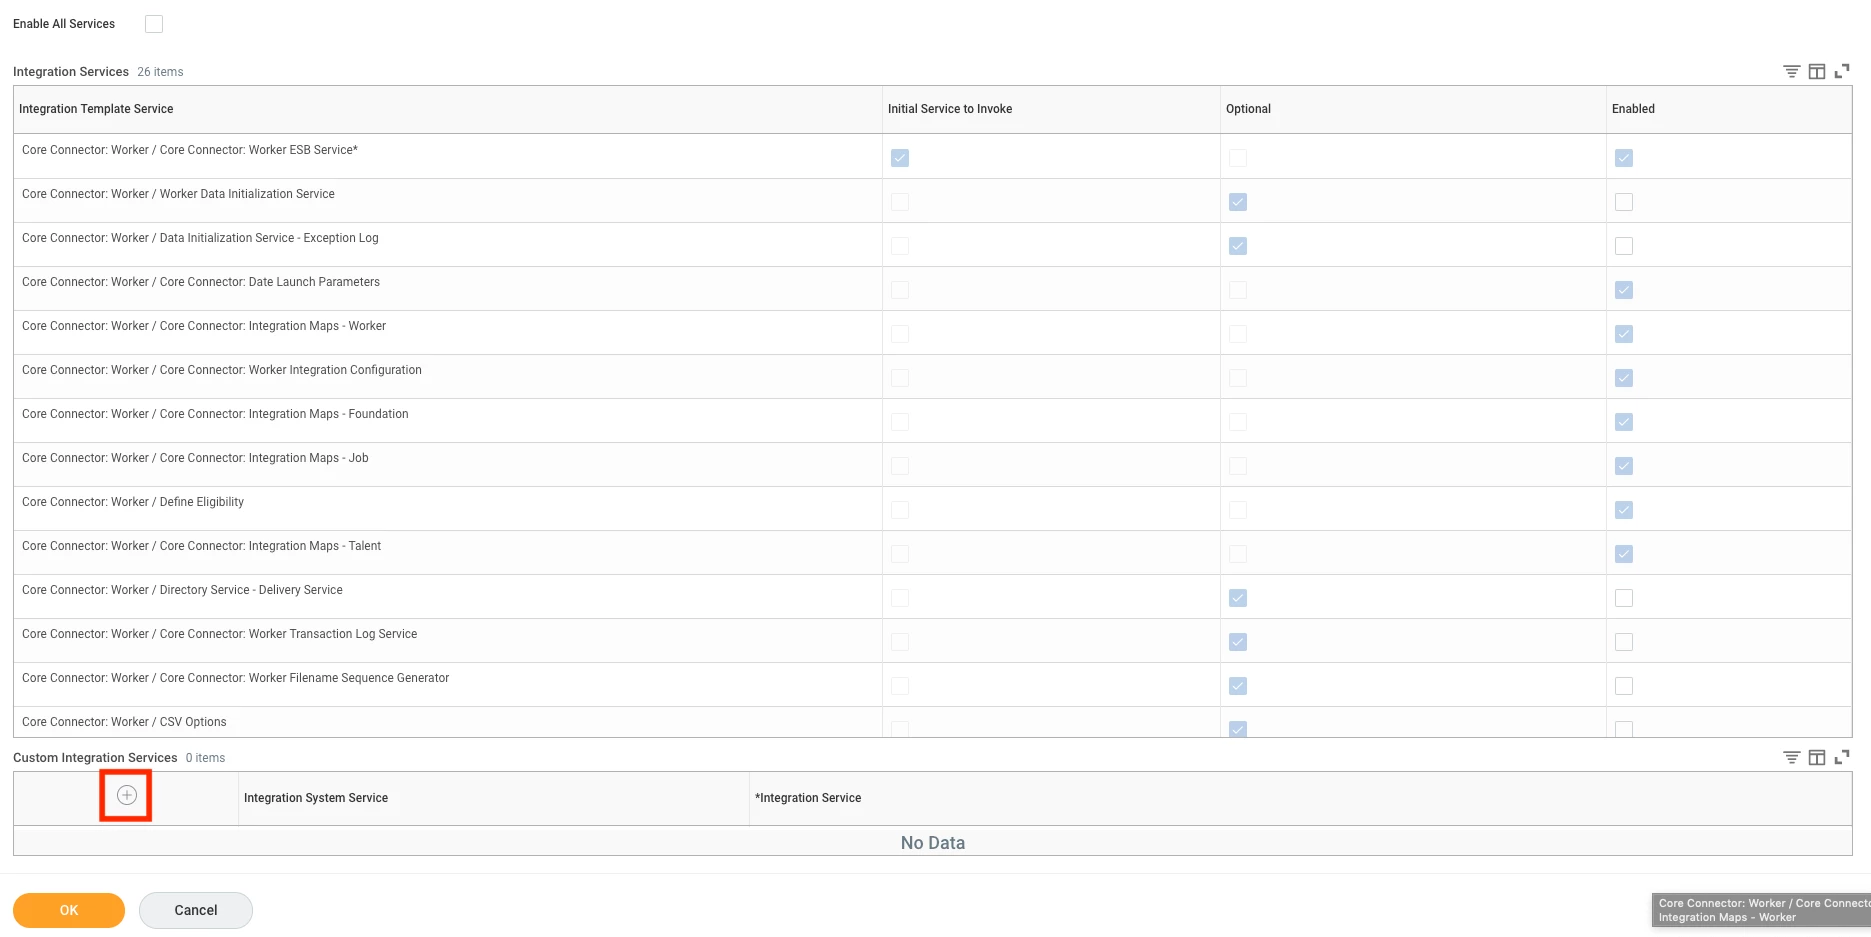 Enable All Services
Integration Services 26 items
Integration Template Service Initial Service to Invoke Optional Enabled
Core Connector: Worker / Core Connector: Worker ESB Service*
Core Connector: Worker / Worker Data Initialization Service
Core Connector: Worker / Data Initialization Service - Exception Log
Core Connector: Worker / Core Connector: Date Launch Parameters
Core Connector: Worker / Core Connector: Integration Maps - Worker
Core Connector: Worker / Core Connector: Worker Integration Configuration
Core Connector: Worker / Core Connector: Integration Maps - Foundation
Core Connector: Worker / Core Connector: Integration Maps - Job
Core Connector: Worker / Define Eligibility
Core Connector: Worker / Core Connector: Integration Maps - Talent
Core Connector: Worker / Directory Service - Delivery Service
Core Connector: Worker / Core Connector: Worker Transaction Log Service
Core Connector: Worker / Core Connector: Worker Filename Sequence Generator
Core Connector: Worker / CSV Options
Custom Integration Services 0 items
Integration System Service *Integration Service
No Data
OK Cancel
Core Connector: Worker / Core Connecto
Integration Maps - Worker